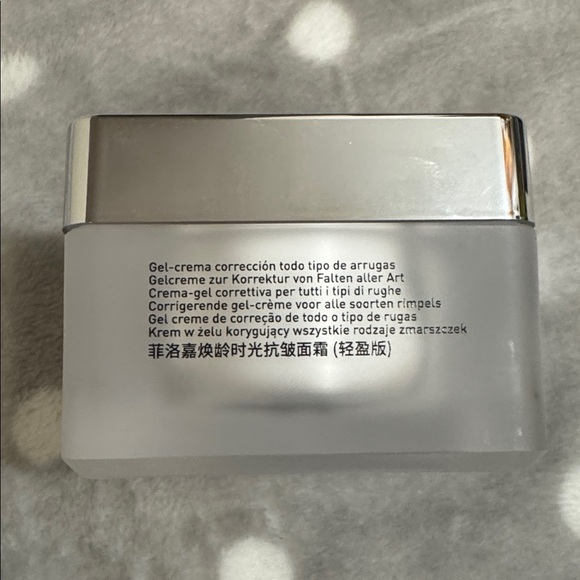 Gel-crema corrección todo tipo de arrugas
Gelcreme zur Korrektur von Falten aller Art
Crema-gel correttiva per tutti i tipi di rughe
Corrigerende gel-crème voor alle soorten rimpels
Gel creme de correção de todo o tipo de rugas
Krem w żelu korygujący wszystkie rodzaje zmarszczek
菲洛嘉焕龄时光抗皱面霜 (轻盈版)